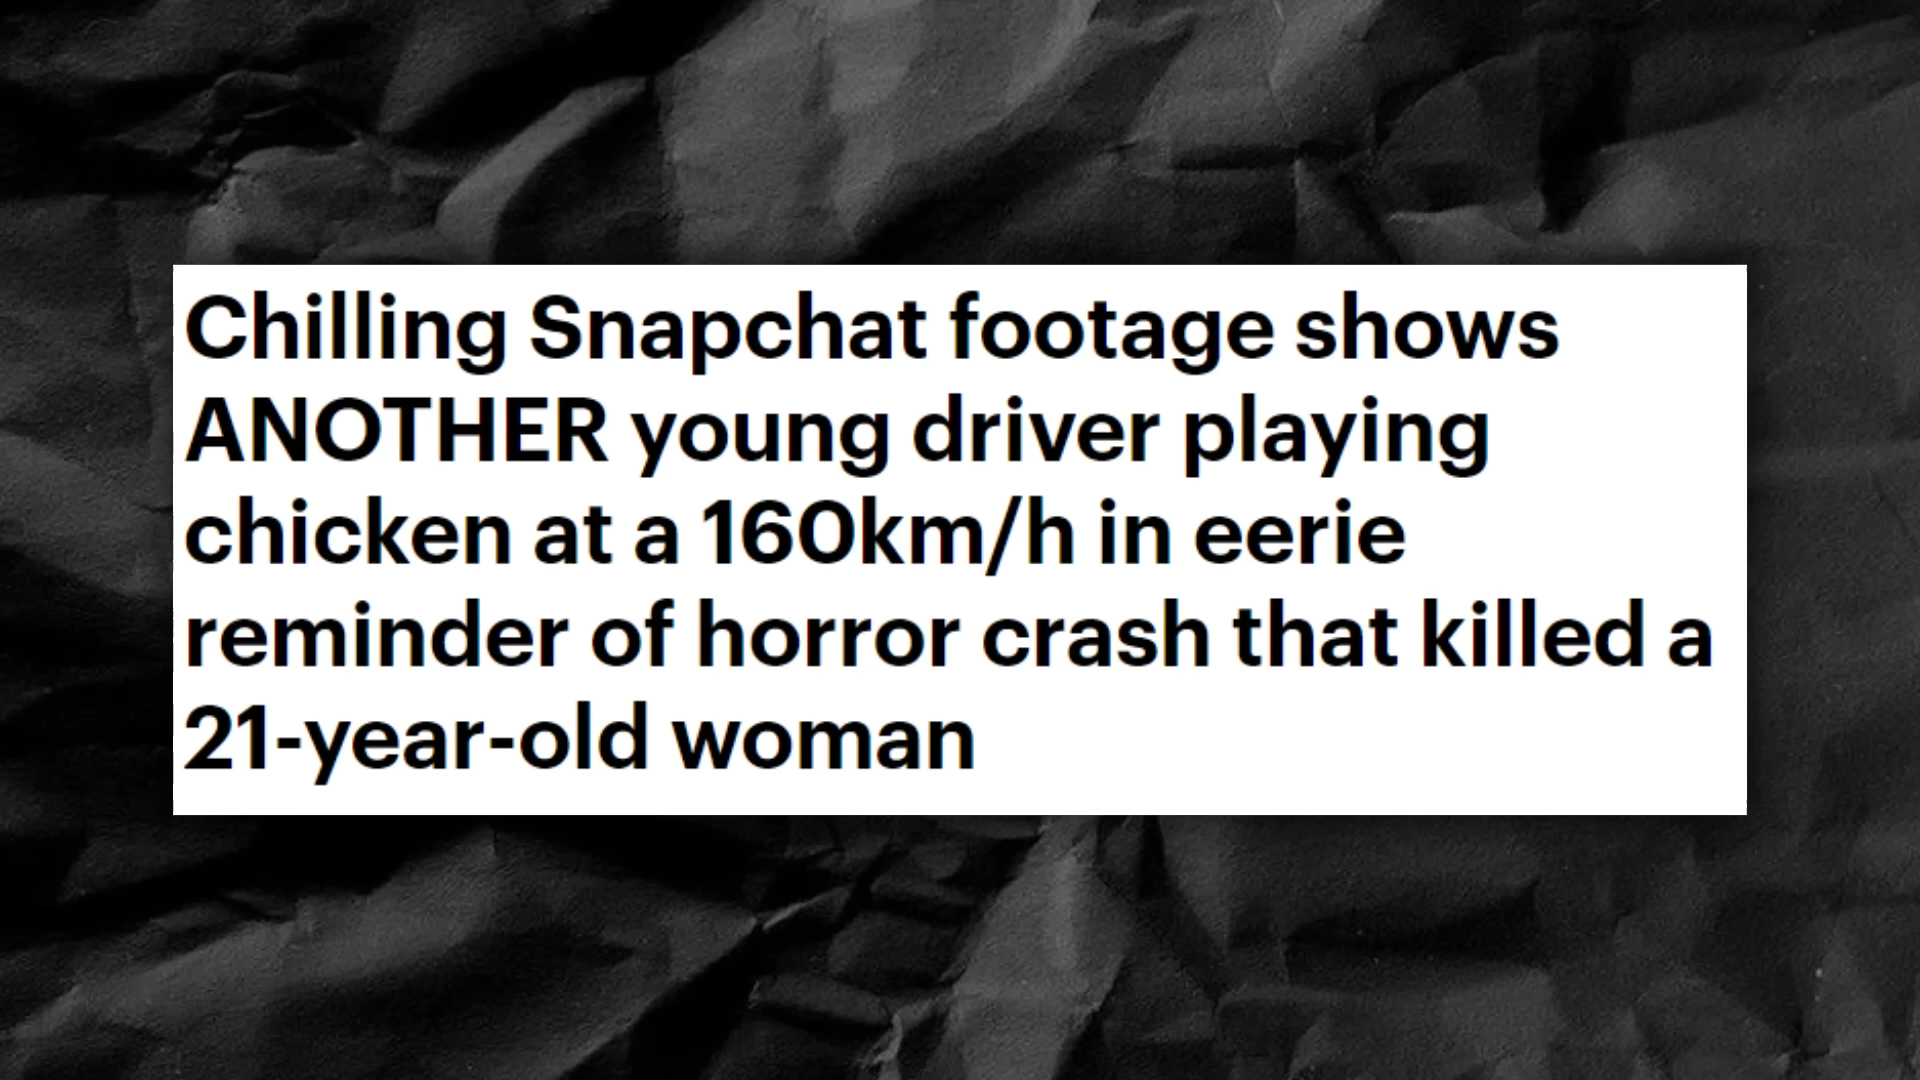 Chilling Snapchat footage shows
ANOTHER young driver playing
chicken at a 160km/h in eerie
reminder of horror crash that killed a
21-year-old woman